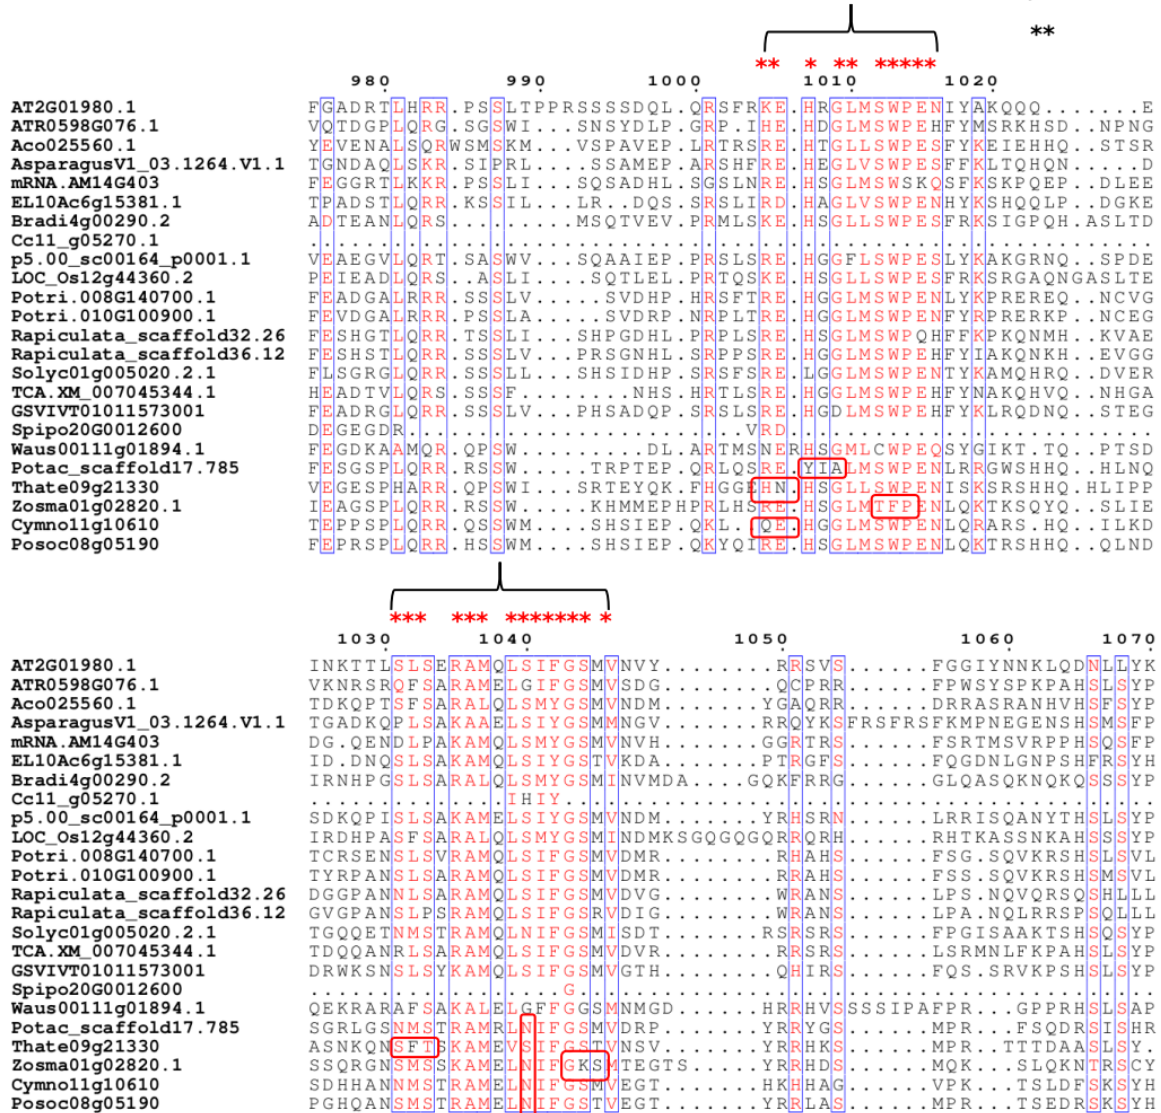 **
** * ** *****
980 990 1000 1010 1020
AT2G01980.1 FGADRTLHRR.PSSLTPPRSSSSDQL.QRSFRKE.HRGLMSWPENIYAKQQQ.......E
ATR0598G076.1 VQTDGPLQRG.SGSWI...SNSYDLP.GRP.IHE.HDGLMSWPEHFYMSRKHSD..NPNG
Aco025560.1 YEVENALSQRWSMSKM...VSPAVEP.LRTRSRE.HTGLLSWPESFYKEIEHHQ..STSR
AsparagusV1_03.1264.V1.1 TGNDAQLSKR.SIPRL....SSAMEP.ARSHFRE.HEGLVSWPESFFKLTQHQN.....D
mRNA.AM14G403 FEGGRTLKKR.PSSLI...SQSADHL.SGSLNRE.HSGLMSWSKQSFKSKPQEP..DLEE
EL10Ac6g15381.1 TPADSTLQRR.KSSIL...LR..DQS.SRSLIRD.HAGLVSWPENHYKSHQQLP..DGKE
Bradi4g00290.2 ADTEANLQRS........MSQTVEV.PRMLSKE.HGGLLSWPESFRKSIGPQH.ASLTD
Cc11_g05270.1 ............................................................
p5.00_sc00164_p0001.1 VEAEGVLQRT.SASWV...SQAAIEP.PRSLSRE.HGGFLSWPESLYKAKGRNQ..SPDE
LOC_Os12g44360.2 PEIEADLQRS..ASLI...SQTLEL.PRTQSKE.HGGLLSWPESFRKSRGAQNGASLTE
Potri.008G140700.1 FEADGALRRR.SSSLV.....SVDHP.HRSFTRE.HGGLMSWPENLYKPREREQ..NCVG
Potri.010G100900.1 FEVDGALRRR.PSSLA.....SVDRP.NRPLTRE.HGGLMSWPENFYRPRERKP..NCEG
Rapiculata_scaffold32.26 FESHGTLQRR.TSSLI...SHPGDHL.PRPLSRE.HGGLMSWPQHFFKPKQNMH..KVAE
Rapiculata_scaffold36.12 FESHSTLQRR.SSSLV...PRSGNHL.SRPPSRE.HGGLMSWPEHFYIAKQNKH..EVGG
Solyc01g005020.2.1 FLSGRGLQRR.SSSLL...SHSIDHP.SRFSSRE.LGGLMSWPENTYKAMQHRQ..DVER
TCA.XM_007045344.1 HEADTVLQRS.SSSF........NHS.HRTLSRE.HGGLMSWPEHFYNAKQHVQ..NHGA
GSVIVT01011573001 FEADRGLQRR.SSSLV...PHSADQP.SRSLSRE.HGDLMSWPEHFYKLRQDNQ..STEG
Spipo20G0012600 DEGEGDR........................VRD..........................
Waus00111g01894.1 FEGDKAAMQR.QPSW.........DL.ARTMSNERHSGMLCWPEQSYGIKT.TQ..PTSD
Potac_scaffold17.785 FESGSPLQRR.RSSW.....TRPTEP.QRLQSRE.YIALMSWPENLRRGWSHHQ..HLNQ
Thate09g21330 VEGESPHARR.QPSWI...SRTEYQK.FHGGEHN.HSGLLSWPENISKSRSHHQ.HLIPP
Zosma01g02820.1 IEAGSPLQRR.SSSW.....KHMMEPHPRLHSRE.HSGLMTFPENLQKTQYQ...SLIE
Cymno11g10610 TEPPSPLQRR.QSSWM....SHSIEP.QKL..QE.HGGLMSWPENLQRARS.HQ..ILKD
Posoc08g05190 FEPRSPLQRR.HSSWM....SHSIEP.QKYQIRE.HSGLMSWPENLQKTRSHHQ..QLND
*** *** ******* *
1030 1040 1050 1060 1070
AT2G01980.1 INKTTLSLSERAMQLSIFGSMVNVY........RRSVS.......FGGIYNNKLQDNLLYK
ATR0598G076.1 VKNRSRQFSARAMELGIFGSMVSDG........QCPRR.......FPWSYSPKPAHSLSYP
Aco025560.1 TDKQPTSFSARALQLSMYGSMVNDM........YGAQRR......DRRASRANHVHSFSYP
AsparagusV1_03.1264.V1.1 TGADKQPLSAKAAELSIYGSMMNGV........RRQYKSFRSFRSFKMPNEGENSHSMSFP
mRNA.AM14G403 DG.QENDLPAKAMQLSMYGSMVNVH........GGRTRS......FSRTMSVRPPHSQSFP
EL10Ac6g15381.1 ID.DNQSLSAKAMQLSIYGSTVKDA........PTRGFS......FQGDNLGNPSHFRSYH
Bradi4g00290.2 IRNHPGSLSARALQLSMYGSMINVMDA....GQKFRRG.......GLQASQKNQKQSSSYP
Cc11_g05270.1 ...............IHIY..........................................
p5.00_sc00164_p0001.1 SDKQPISLSAKAMELSIYGSMVNDM........YRHSRN......LRRISQANYTHSLSYP
LOC_Os12g44360.2 IRDHPASFSARALQLSMYGSMINDMKSGQGQGQRRQRH.......RHTKASSNKAHSSSYP
Potri.008G140700.1 TCRSENSLSVRAMQLSIFGSMVDMR........RHAHS.......FSG.SQVKRSHSLSVL
Potri.010G100900.1 TYRPANSLSARAMQLSIFGSMVDMR........RRAHS.......FSS.SQVKRSHSMSVL
Rapiculata_scaffold32.26 DGGPANNLSARAMQLSIFGSMVDVG........WRANS.......LPS.NQVQRSQSHLLL
Rapiculata_scaffold36.12 GVGPANSLPSRAMQLSIFGSRVDIG........WRANS.......LPA.NQLRRSPSQLLL
Solyc01g005020.2.1 TGQQETNMSTRAMQLNIFGSMISDT........RSRSRS......FPGISAAKTSHSQSYP
TCA.XM_007045344.1 TDQQANRLSARAMQLSIFGSMVDVR........RRARS.......LSRMNLFKPAHSLSYP
GSVIVT01011573001 DRWKSNSLSYKAMQLSIFGSMVGTH........QHIRS.......FQS.SRVKPSHSLSYP
Spipo20G0012600 ...................G.........................................
Waus00111g01894.1 QEKRARAFSAKALELGFFGGSMNMGD.......HRRHVSSSSIPAFPR...GPPRHSLSAP
Potac_scaffold17.785 SGRLGSNMSTRAMRLNIFGSMVDRP........YRRYGS......MPR...FSQDRSISHR
Thate09g21330 ASNKQNSFTSKAMEVSIFGSTVNSV........YRRHKS......MPR...TTTDAASLSY
Zosma01g02820.1 SSQRGNSMSSKAMELNIFGKSMTEGTS......YRRHDS......MQK...SLQNKTRSCY
Cymno11g10610 SDHHANNMSTRAMELNIFGSMVEGT........HKHHAG......VPK...TSLDFSKSYH
Posoc08g05190 PGHQANSMSTRAMELNIFGSTVEGT........YRRLAS......MPR...TSEDRSKSYH